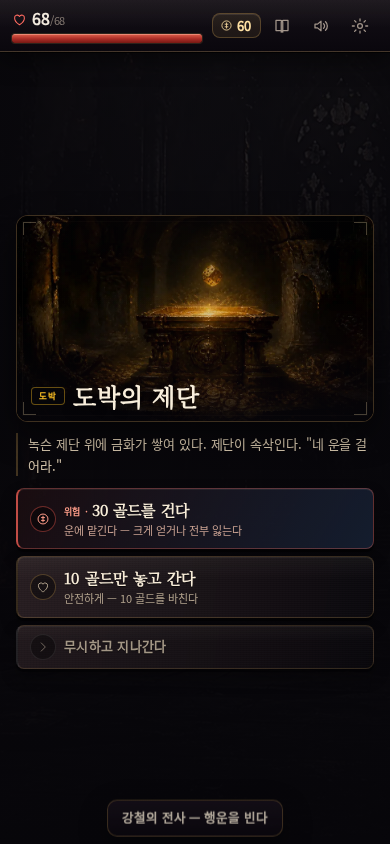 68/68
60
도박
도박의 제단
녹슨 제단 위에 금화가 쌓여 있다. 제단이 속삭인다. "네 운을 걸
어라."
위험 · 30 골드를 건다
운에 맡긴다 — 크게 얻거나 전부 잃는다
10 골드만 놓고 간다
안전하게 — 10 골드를 바친다
무시하고 지나간다
강철의 전사 — 행운을 빈다